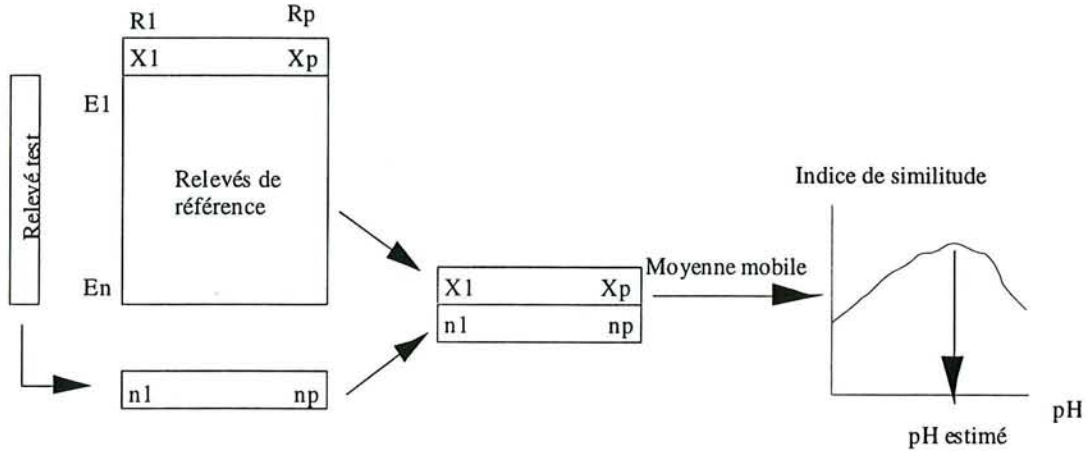 R1 Rp
X1 Xp
E1
Relevé test
Relevés de
référence
En
n1 np
X1 Xp
n1 np
Moyenne mobile
Indice de similitude
pH
pH estimé